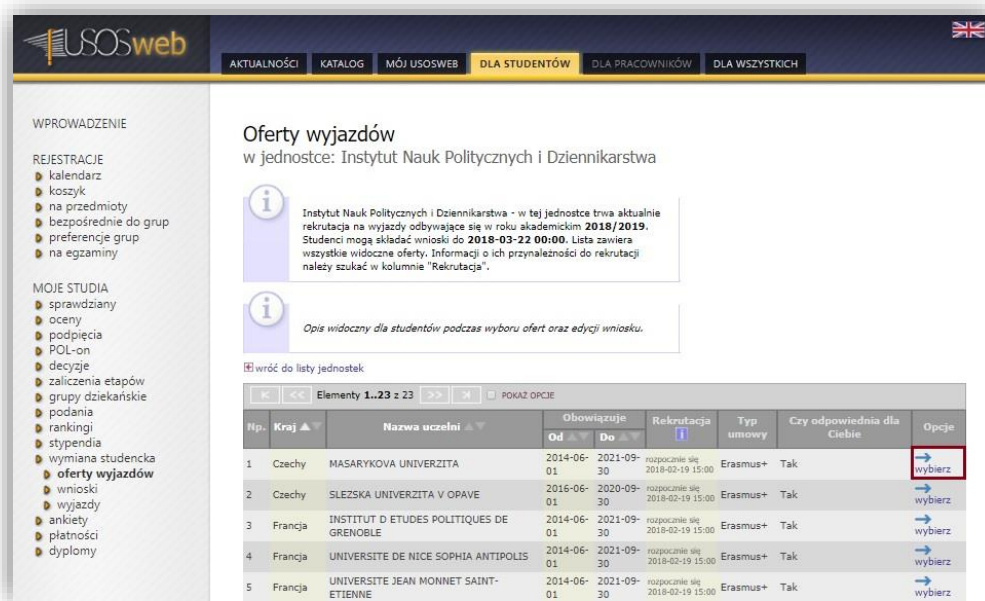 USOSweb
AKTUALNOŚCI KATALOG MÓJ USOSWEB DLA STUDENTÓW DLA PRACOWNIKÓW DLA WSZYSTKICH
WPROWADZENIE
REJESTRACJE
kalendarz
koszyk
na przedmioty
bezpośrednie do grup
preferencje grup
na egzaminy
MOJE STUDIA
sprawdziany
oceny
podpięcia
POL-on
decyzje
zaliczenia etapów
grupy dziekańskie
podania
rankingi
stypendia
wymiana studencka
oferty wyjazdów
wnioski
wyjazdy
ankiety
płatności
dyplomy
Oferty wyjazdów
w jednostce: Instytut Nauk Politycznych i Dziennikarstwa
i
Instytut Nauk Politycznych i Dziennikarstwa - w tej jednostce trwa aktualnie
rekrutacja na wyjazdy odbywające się w roku akademickim 2018/2019.
Studenci mogą składać wnioski do 2018-03-22 00:00. Lista zawiera
wszystkie widoczne oferty. Informacji o ich przynależności do rekrutacji
należy szukać w kolumnie "Rekrutacja".
i
Opis widoczny dla studentów podczas wyboru ofert oraz edycji wniosku.
wróć do listy jednostek
K << Elementy 1..23 z 23 >> >| POKAŻ OPCJE
Np. Kraj Nazwa uczelni Obowiązuje Od Do Rekrutacja i Typ umowy Czy odpowiednia dla Ciebie Opcje
1 Czechy MASARYKOVA UNIVERZITA 2014-06-01 2021-09-30 rozpocznie się 2018-02-19 15:00 Erasmus+ Tak wybierz
2 Czechy SLEZSKA UNIVERZITA V OPAVE 2016-06-01 2020-09-30 rozpocznie się 2018-02-19 15:00 Erasmus+ Tak wybierz
3 Francja INSTITUT D ETUDES POLITIQUES DE GRENOBLE 2014-06-01 2021-09-30 rozpocznie się 2018-02-19 15:00 Erasmus+ Tak wybierz
4 Francja UNIVERSITE DE NICE SOPHIA ANTIPOLIS 2014-06-01 2021-09-30 rozpocznie się 2018-02-19 15:00 Erasmus+ Tak wybierz
5 Francja UNIVERSITE JEAN MONNET SAINT-ETIENNE 2014-06-01 2021-09-30 rozpocznie się 2018-02-19 15:00 Erasmus+ Tak wybierz